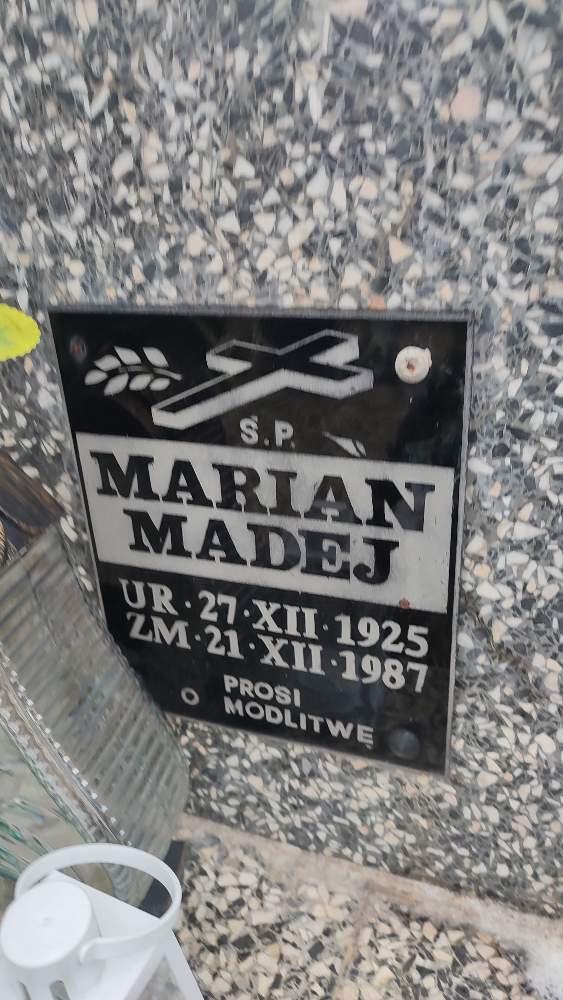 Ś.P.
MARIAN
MADEJ
UR·27·XII·1925
ZM·21·XII·1987
PROSI
O MODLITWĘ